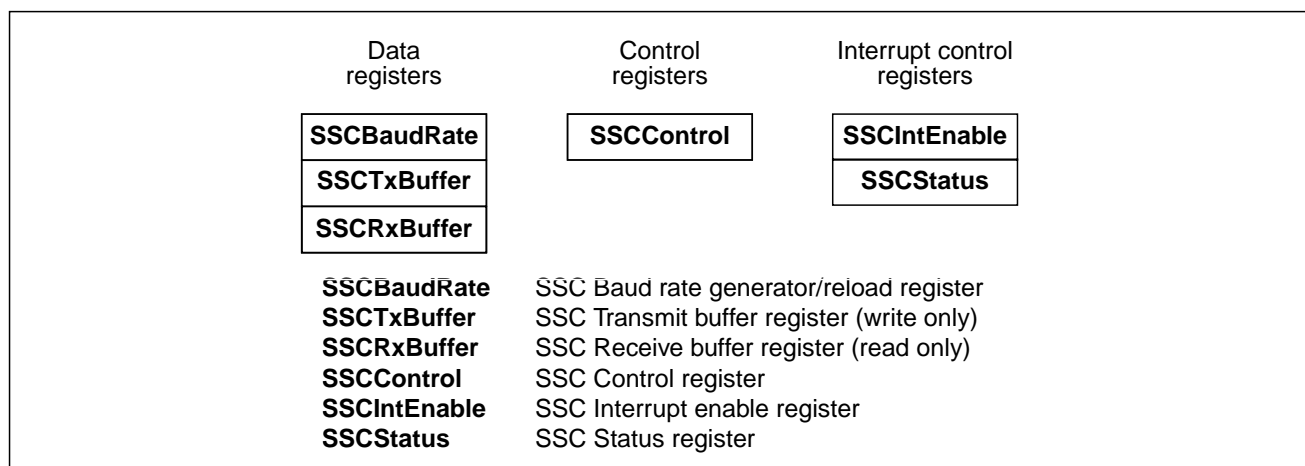 Data registers
Control registers
Interrupt control registers
SSCBaudRate
SSCControl
SSCIntEnable
SSCTxBuffer
SSCStatus
SSCRxBuffer
SSCBaudRate SSC Baud rate generator/reload register
SSCTxBuffer SSC Transmit buffer register (write only)
SSCRxBuffer SSC Receive buffer register (read only)
SSCControl SSC Control register
SSCIntEnable SSC Interrupt enable register
SSCStatus SSC Status register